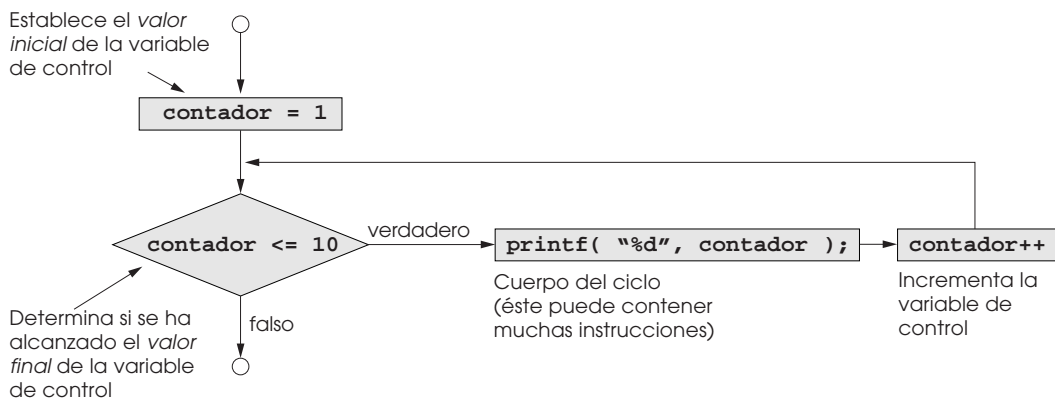 Establece el valor
inicial de la variable
de control
contador = 1
contador <= 10
verdadero
printf( “%d”, contador );
contador++
Cuerpo del ciclo
(éste puede contener
muchas instrucciones)
Incrementa la
variable de
control
falso
Determina si se ha
alcanzado el valor
final de la variable
de control